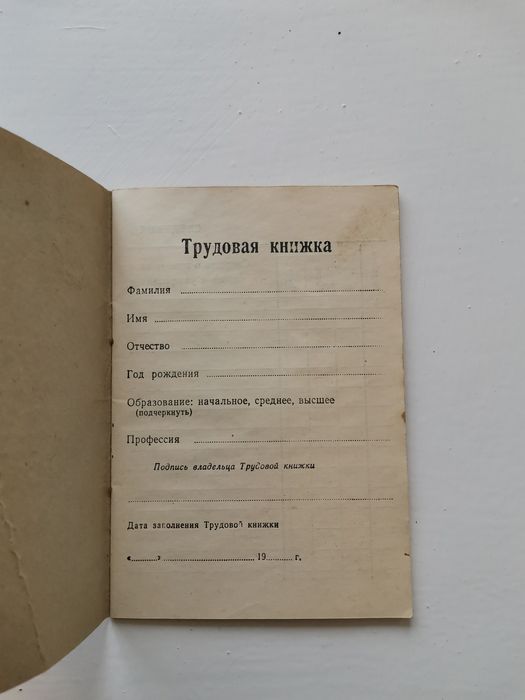 Трудовая книжка
Фамилия
Имя
Отчество
Год рождения
Образование: начальное, среднее, высшее
(подчеркнуть)
Профессия
Подпись владельца Трудовой книжки
Дата заполнения Трудовой книжки
«........» ........................ 19........ г.